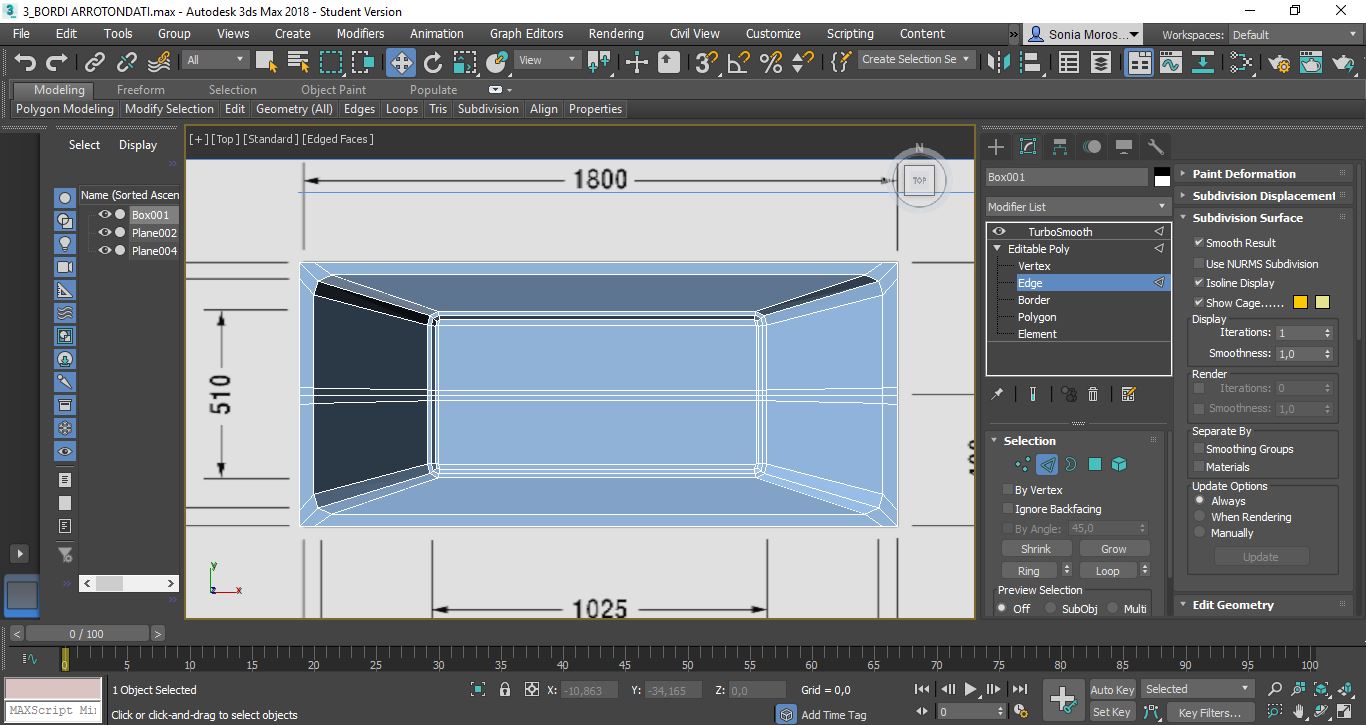 3_BORDI ARROTONDATI.max - Autodesk 3ds Max 2018 - Student Version
3
MAX
File Edit Tools Group Views Create Modifiers Animation Graph Editors Rendering Civil View Customize Scripting Content » Sonia Moros... Workspaces: Default
All View 3 % Create Selection Se
Modeling Freeform Selection Object Paint Populate
Polygon Modeling Modify Selection Edit Geometry (All) Edges Loops Tris Subdivision Align Properties
Select Display
»
Name (Sorted Ascen
Box001
Plane002
Plane004
[+] [Top] [Standard] [Edged Faces]
1800
N
TOP
510
1025
y
z
x
Box001
Modifier List
TurboSmooth
Editable Poly
Vertex
Edge
Border
Polygon
Element
Selection
By Vertex
Ignore Backfacing
By Angle: 45,0
Shrink Grow
Ring Loop
Preview Selection
Off SubObj Multi
Paint Deformation
Subdivision Displacement
Subdivision Surface
Smooth Result
Use NURMS Subdivision
Isoline Display
Show Cage......
Display
Iterations: 1
Smoothness: 1,0
Render
Iterations: 0
Smoothness: 1,0
Separate By
Smoothing Groups
Materials
Update Options
Always
When Rendering
Manually
Update
Edit Geometry
< 0 / 100 >
0 5 10 15 20 25 30 35 40 45 50 55 60 65 70 75 80 85 90 95 100
1 Object Selected X: -10,863 Y: -34,165 Z: 0,0 Grid = 0,0 Auto Key Selected
MAXScript Mi
Click or click-and-drag to select objects Add Time Tag 0 Set Key Key Filters...